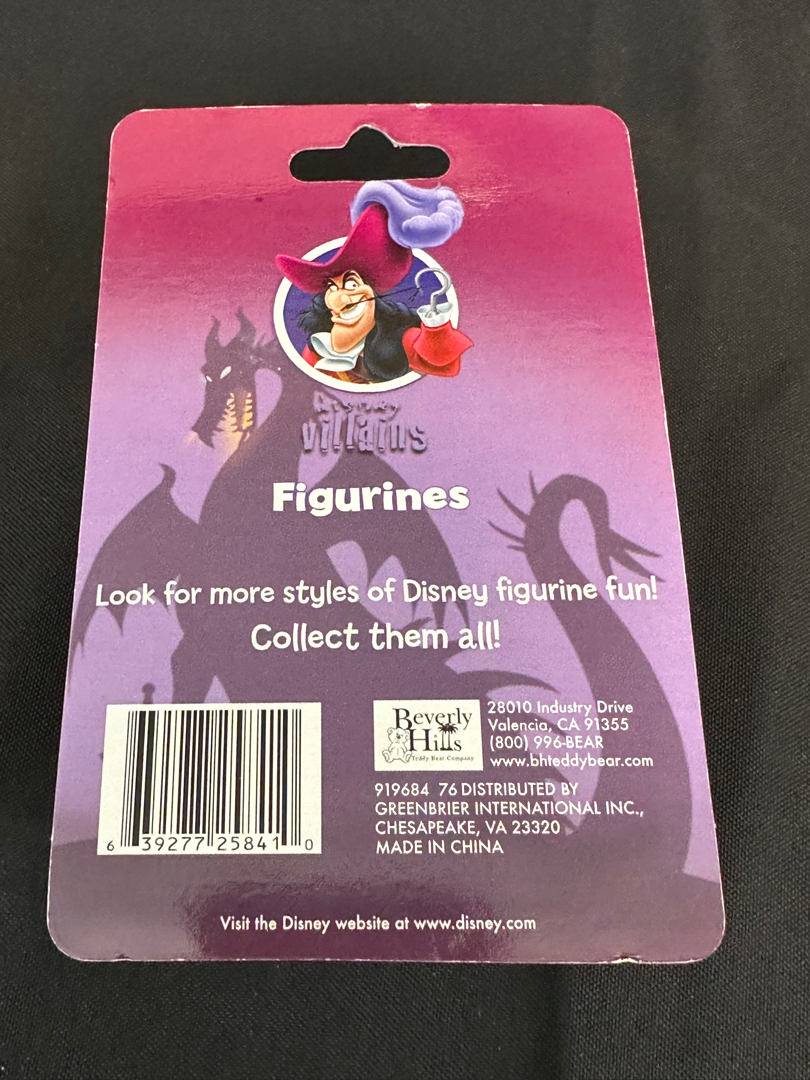 Disney
Villains
Figurines
Look for more styles of Disney figurine fun!
Collect them all!
Beverly
Hills
Teddy Bear Company
28010 Industry Drive
Valencia, CA 91355
(800) 996-BEAR
www.bhteddybear.com
919684 76 DISTRIBUTED BY
GREENBRIER INTERNATIONAL INC.,
CHESAPEAKE, VA 23320
MADE IN CHINA
6 39277 25841 0
Visit the Disney website at www.disney.com